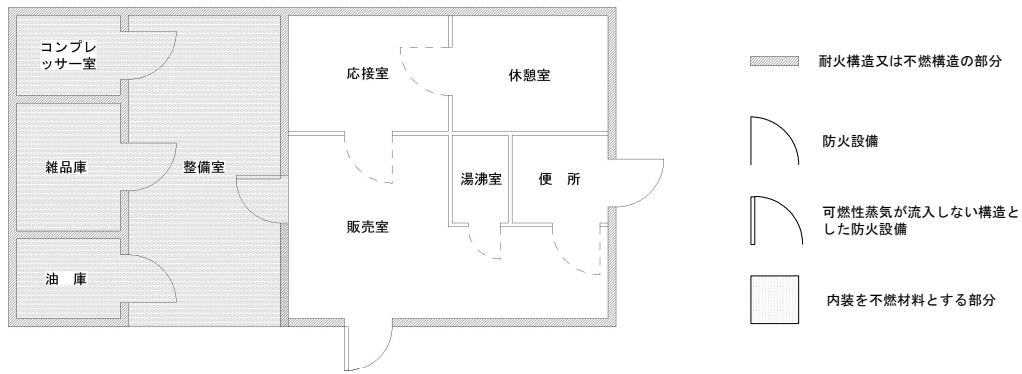 コンプレ
ッサー室
応接室
休憩室
雑品庫
整備室
湯沸室
便　所
販売室
油　庫
耐火構造又は不燃構造の部分
防火設備
可燃性蒸気が流入しない構造と
した防火設備
内装を不燃材料とする部分